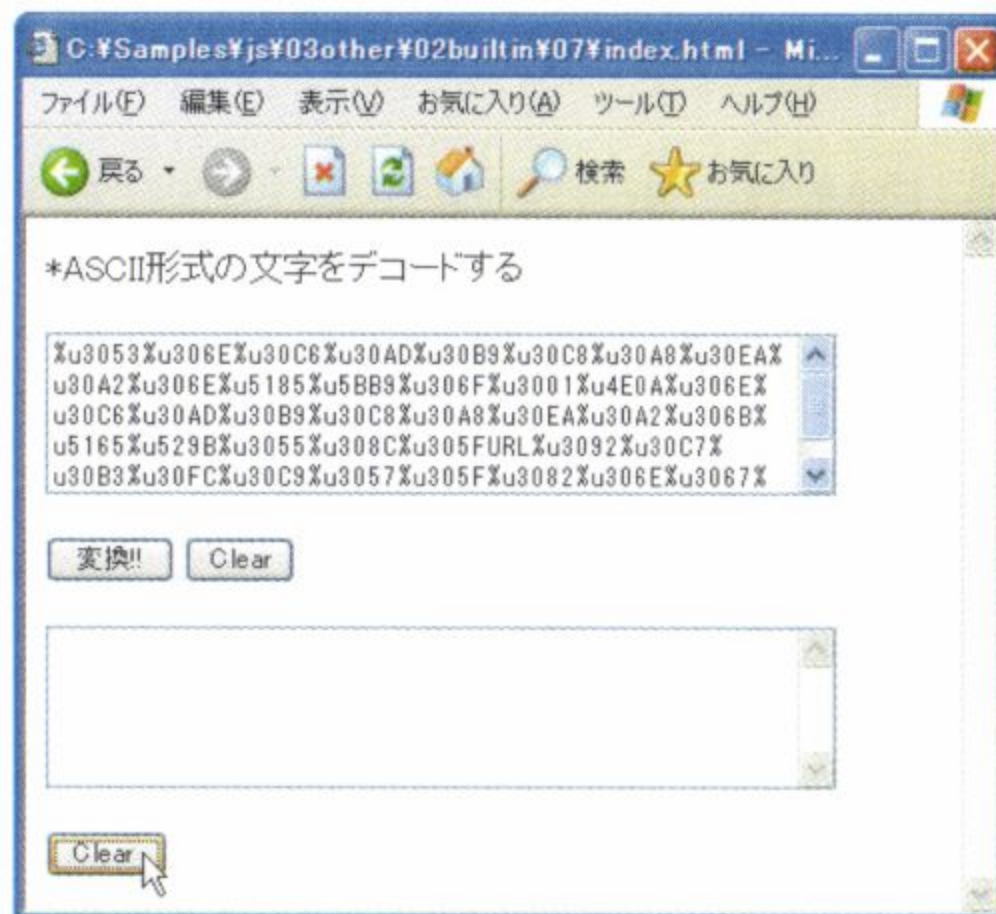 C:¥Samples¥js¥03other¥02builtin¥07¥index.html - Mi...
ファイル(F) 編集(E) 表示(V) お気に入り(A) ツール(T) ヘルプ(H)
戻る 検索 お気に入り
*ASCII形式の文字をデコードする
%u3053%u306E%u30C6%u30AD%u30B9%u30C8%u30A8%u30EA%
u30A2%u306E%u5185%u5BB9%u306F%u3001%u4E0A%u306E%
u30C6%u30AD%u30B9%u30C8%u30A8%u30EA%u30A2%u306B%
u5165%u529B%u3055%u308C%u305FURL%u3092%u30C7%
u30B3%u30FC%u30C9%u3057%u305F%u3082%u306E%u3067%
変換!! Clear
Clear